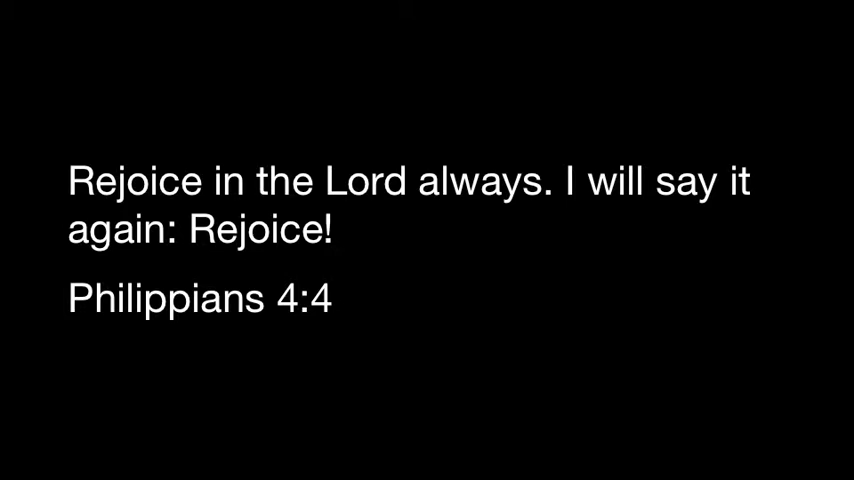 Rejoice in the Lord always. I will say it
again: Rejoice!
Philippians 4:4